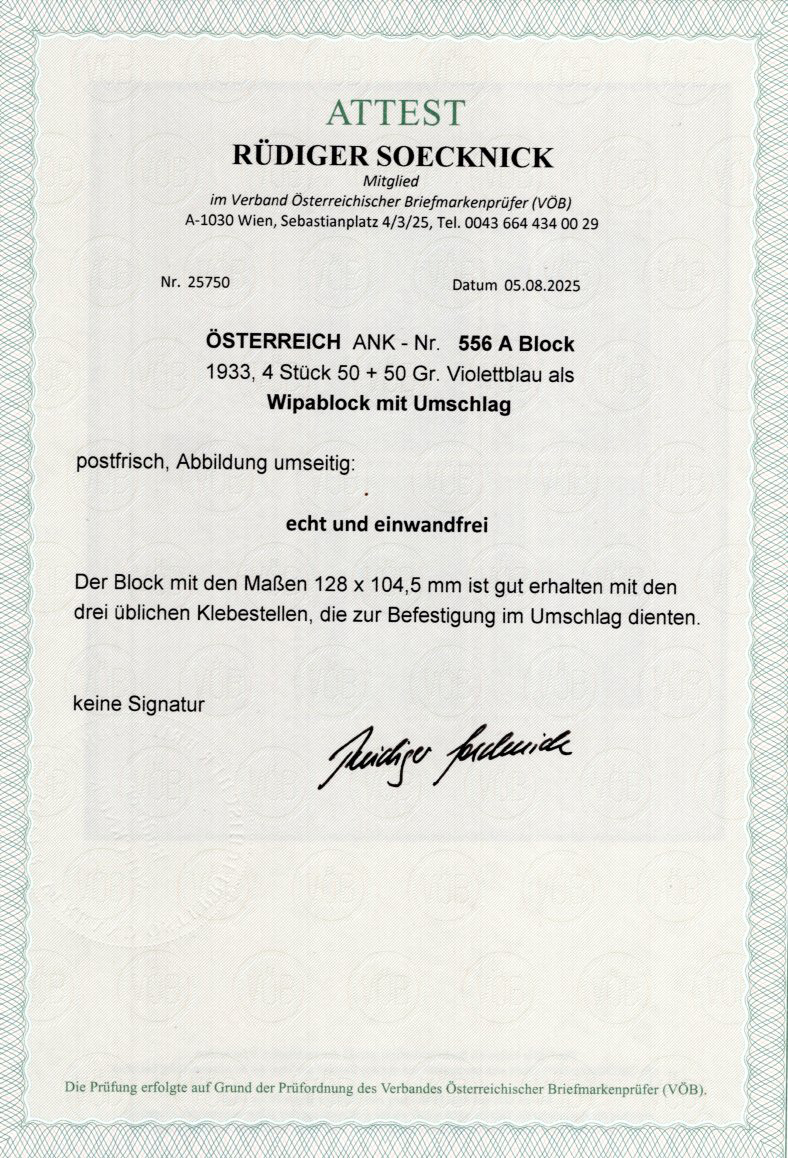 ATTEST
RÜDIGER SOECKNICK
Mitglied
im Verband Österreichischer Briefmarkenprüfer (VÖB)
A-1030 Wien, Sebastianplatz 4/3/25, Tel. 0043 664 434 00 29
Nr. 25750 Datum 05.08.2025
ÖSTERREICH ANK - Nr. 556 A Block
1933, 4 Stück 50 + 50 Gr. Violettblau als
Wipablock mit Umschlag
postfrisch, Abbildung umseitig:
echt und einwandfrei
Der Block mit den Maßen 128 x 104,5 mm ist gut erhalten mit den
drei üblichen Klebestellen, die zur Befestigung im Umschlag dienten.
keine Signatur
Rüdiger Soecknick
Die Prüfung erfolgte auf Grund der Prüfordnung des Verbandes Österreichischer Briefmarkenprüfer (VÖB).